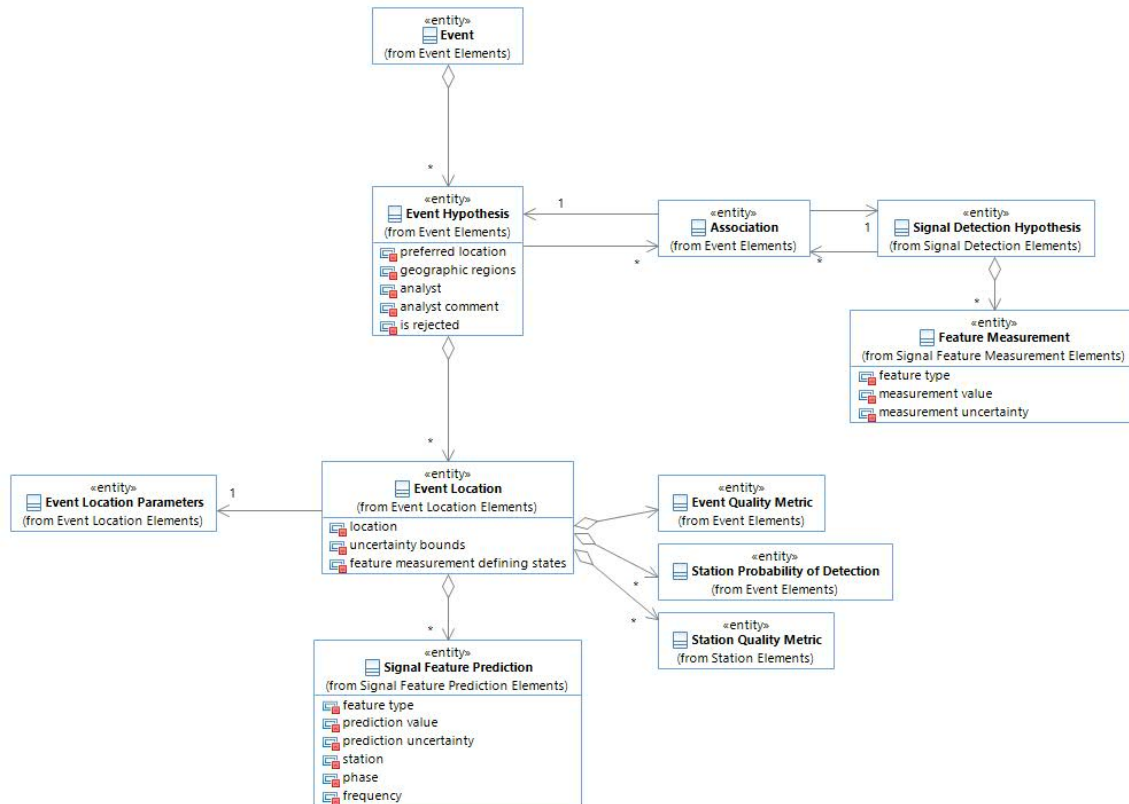 «entity»
Event
(from Event Elements)
*
«entity»
Event Hypothesis
(from Event Elements)
preferred location
geographic regions
analyst
analyst comment
is rejected
1
*
«entity»
Association
(from Event Elements)
1
*
«entity»
Signal Detection Hypothesis
(from Signal Detection Elements)
*
«entity»
Feature Measurement
(from Signal Feature Measurement Elements)
feature type
measurement value
measurement uncertainty
*
«entity»
Event Location Parameters
(from Event Location Elements)
1
«entity»
Event Location
(from Event Location Elements)
location
uncertainty bounds
feature measurement defining states
«entity»
Event Quality Metric
(from Event Elements)
«entity»
Station Probability of Detection
(from Event Elements)
*
«entity»
Station Quality Metric
(from Station Elements)
*
*
«entity»
Signal Feature Prediction
(from Signal Feature Prediction Elements)
feature type
prediction value
prediction uncertainty
station
phase
frequency